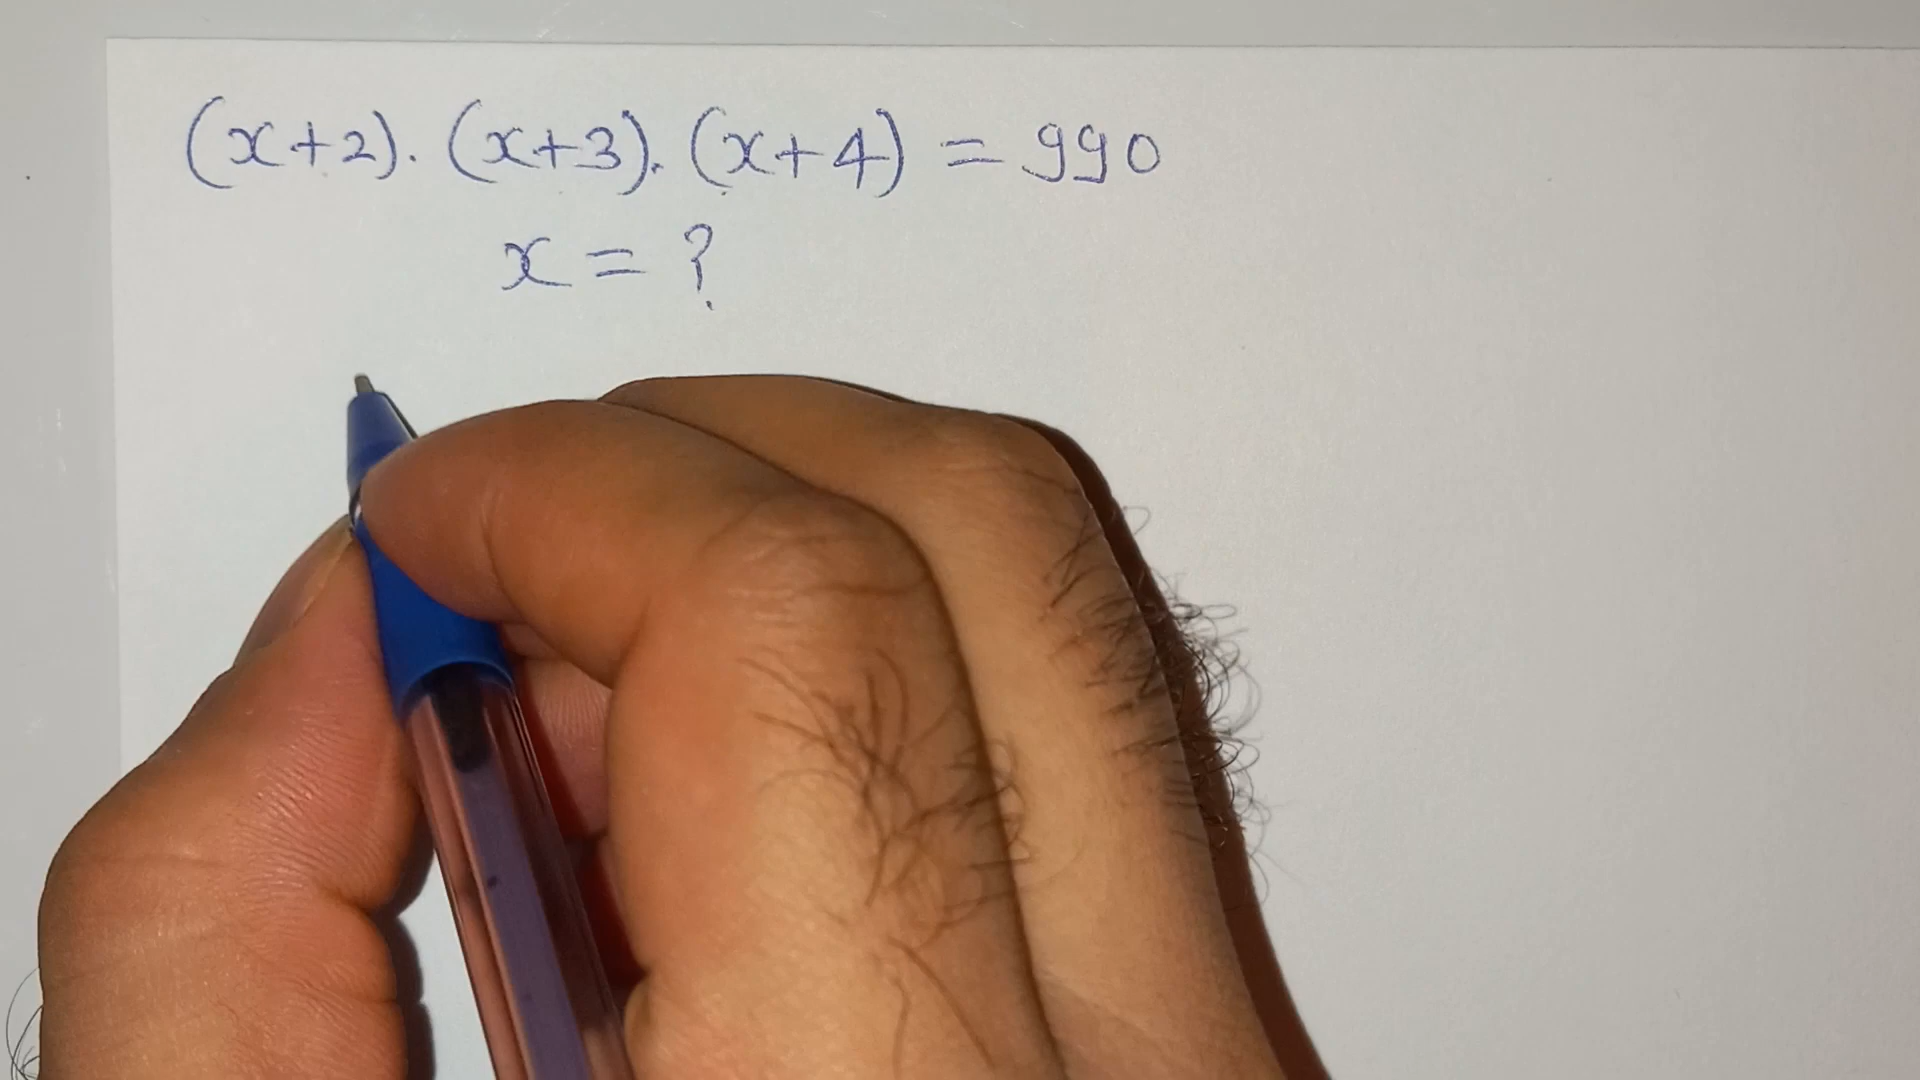 (x+2).(x+3).(x+4) = 990
x = ?